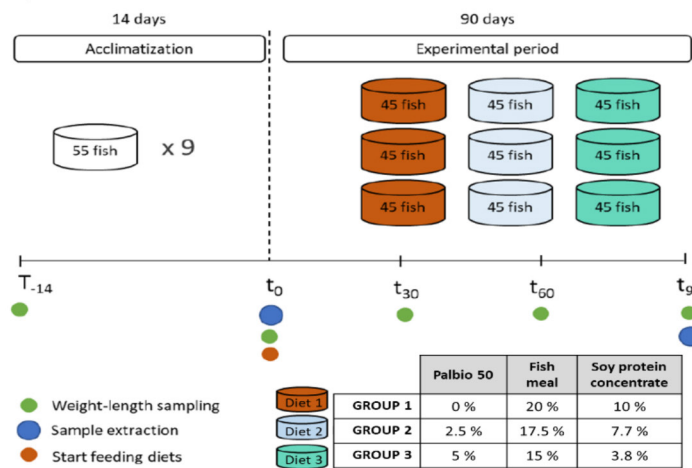 14 days 90 days
Acclimatization Experimental period
45 fish 45 fish 45 fish
55 fish x 9 45 fish 45 fish 45 fish
45 fish 45 fish 45 fish
T-14 t0 t30 t60 t9
Palbio 50 Fish meal Soy protein concentrate
Weight-length sampling Diet 1 GROUP 1 0 % 20 % 10 %
Sample extraction Diet 2 GROUP 2 2.5 % 17.5 % 7.7 %
Start feeding diets Diet 3 GROUP 3 5 % 15 % 3.8 %